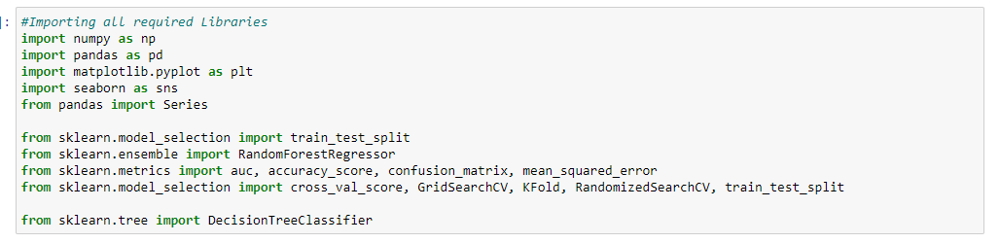 ]: #Importing all required Libraries
import numpy as np
import pandas as pd
import matplotlib.pyplot as plt
import seaborn as sns
from pandas import Series
from sklearn.model_selection import train_test_split
from sklearn.ensemble import RandomForestRegressor
from sklearn.metrics import auc, accuracy_score, confusion_matrix, mean_squared_error
from sklearn.model_selection import cross_val_score, GridSearchCV, KFold, RandomizedSearchCV, train_test_split
from sklearn.tree import DecisionTreeClassifier